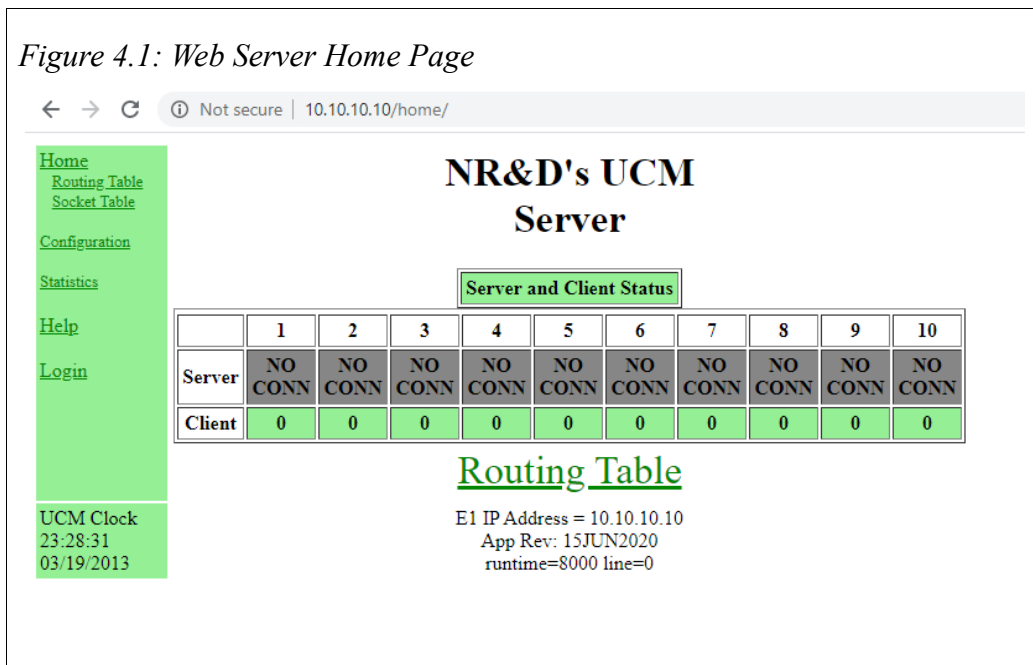 Figure 4.1: Web Server Home Page
Not secure | 10.10.10.10/home/
Home
Routing Table
Socket Table
Configuration
Statistics
Help
Login
UCM Clock
23:28:31
03/19/2013
NR&D's UCM
Server
Server and Client Status
1 2 3 4 5 6 7 8 9 10
Server NO CONN NO CONN NO CONN NO CONN NO CONN NO CONN NO CONN NO CONN NO CONN NO CONN
Client 0 0 0 0 0 0 0 0 0 0
Routing Table
E1 IP Address = 10.10.10.10
App Rev: 15JUN2020
runtime=8000 line=0